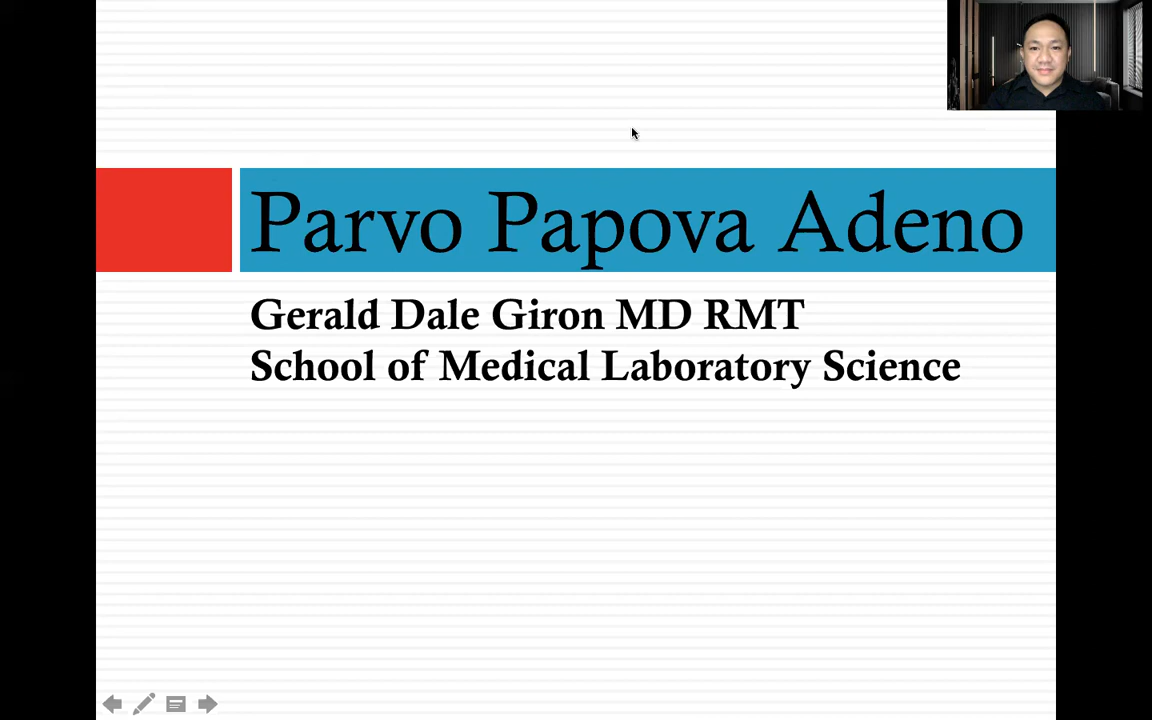 Parvo Papova Adeno
Gerald Dale Giron MD RMT
School of Medical Laboratory Science